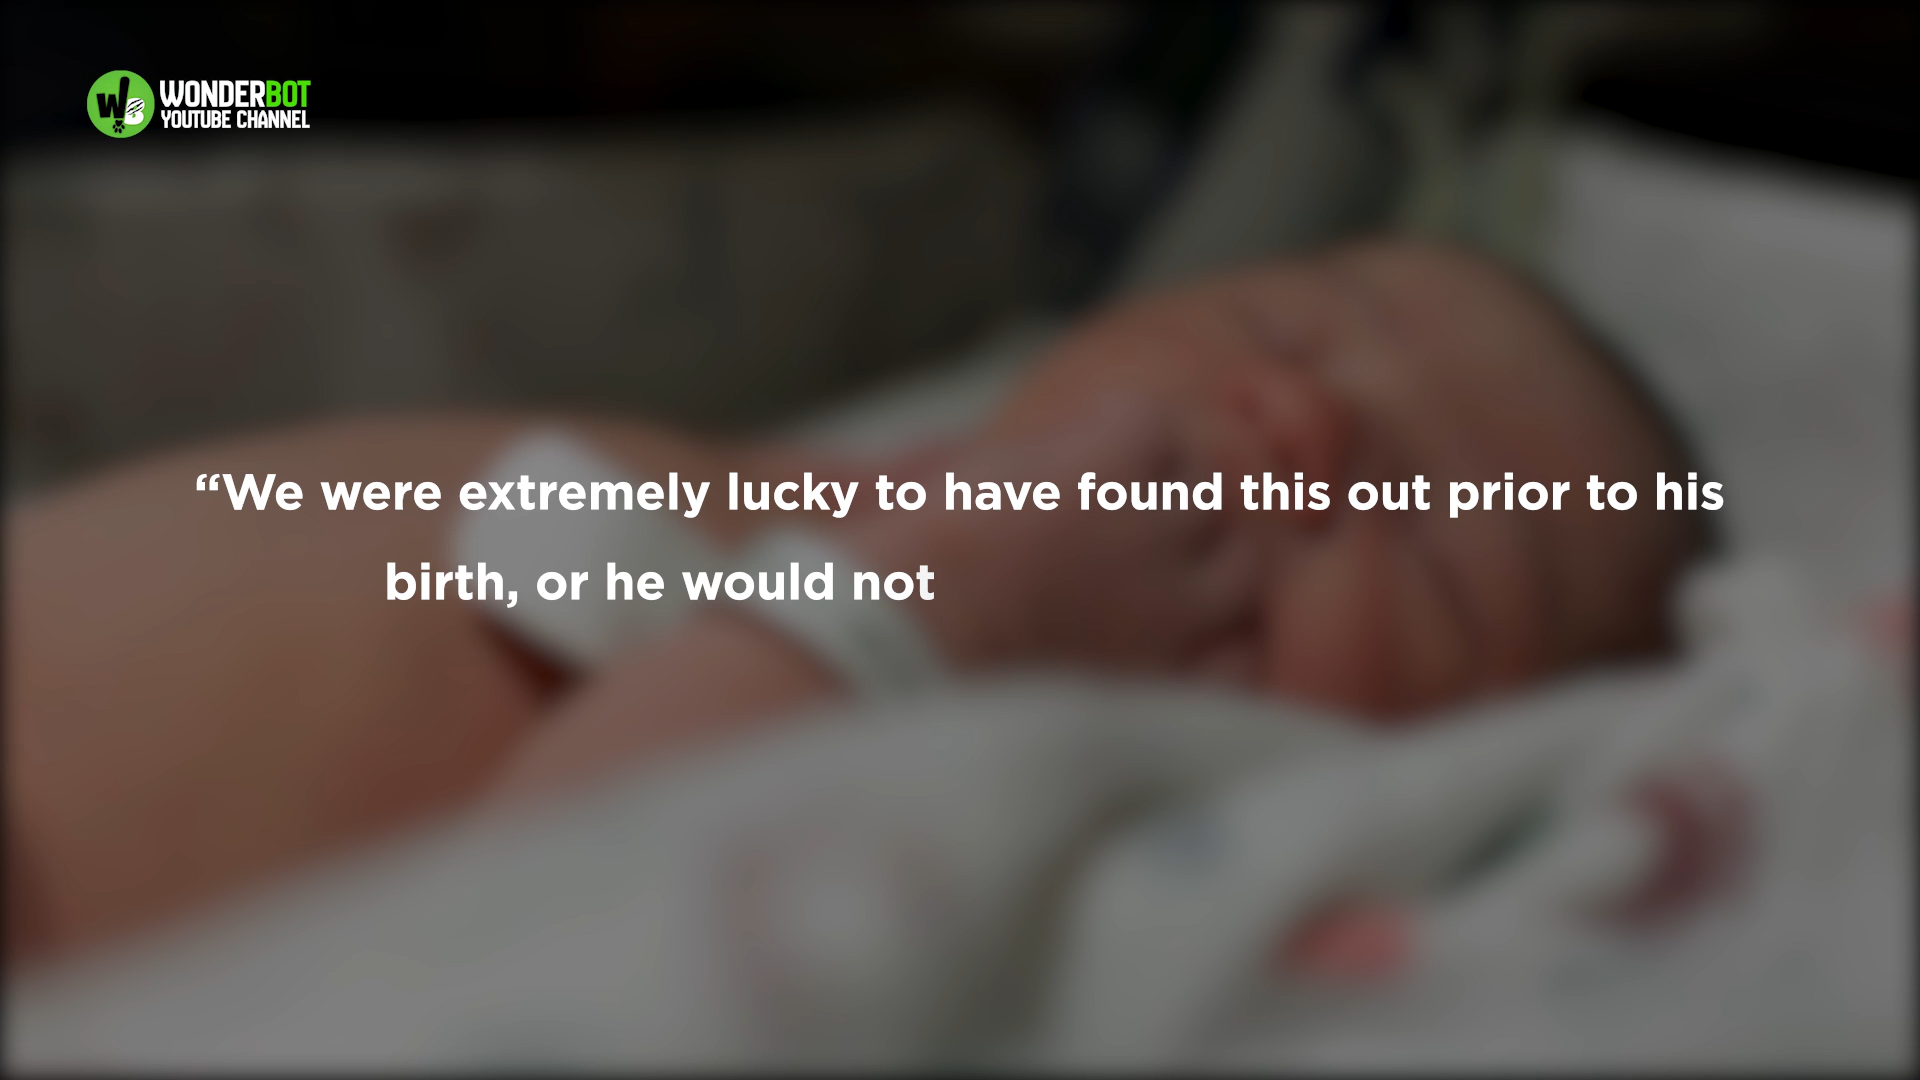 WONDERBOT
YOUTUBE CHANNEL
“We were extremely lucky to have found this out prior to his
birth, or he would not